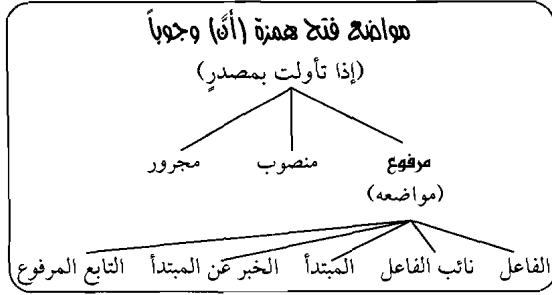 مواضع فتح همزة (أنَّ) وجوباً
(إذا تأولت بمصدرٍ)
مرفوع منصوب مجرور
(مواضعه)
الفاعل نائب الفاعل المبتدأ الخبر عن المبتدأ التابع المرفوع